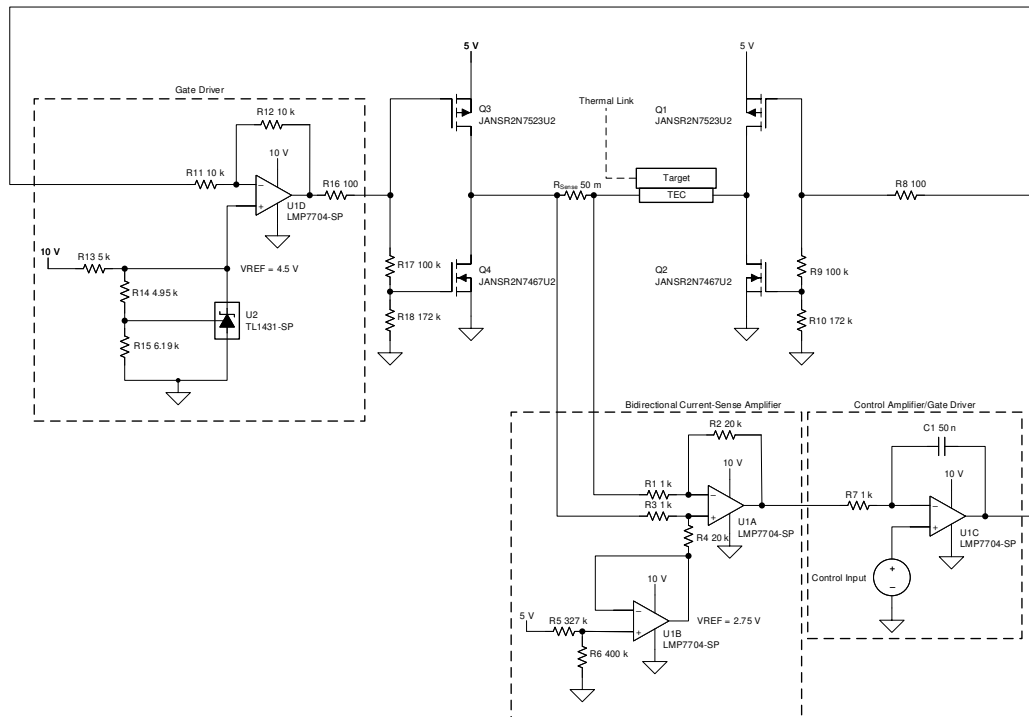 5 V
5 V
Gate Driver
Thermal Link
R12 10 k
Q3
JANSR2N7523U2
Q1
JANSR2N7523U2
10 V
R11 10 k
R16 100
Target
TEC
RSense 50 m
R8 100
U1D
LMP7704-SP
10 V
R13 5 k
VREF = 4.5 V
R14 4.95 k
U2
TL1431-SP
R15 6.19 k
R17 100 k
Q4
JANSR2N7467U2
R18 172 k
Q2
JANSR2N7467U2
R9 100 k
R10 172 k
Bidirectional Current-Sense Amplifier
Control Amplifier/Gate Driver
R2 20 k
C1 50 n
10 V
10 V
R1 1 k
R3 1 k
R7 1 k
U1A
LMP7704-SP
U1C
LMP7704-SP
R4 20 k
Control Input
10 V
5 V
R5 327 k
VREF = 2.75 V
U1B
LMP7704-SP
R6 400 k